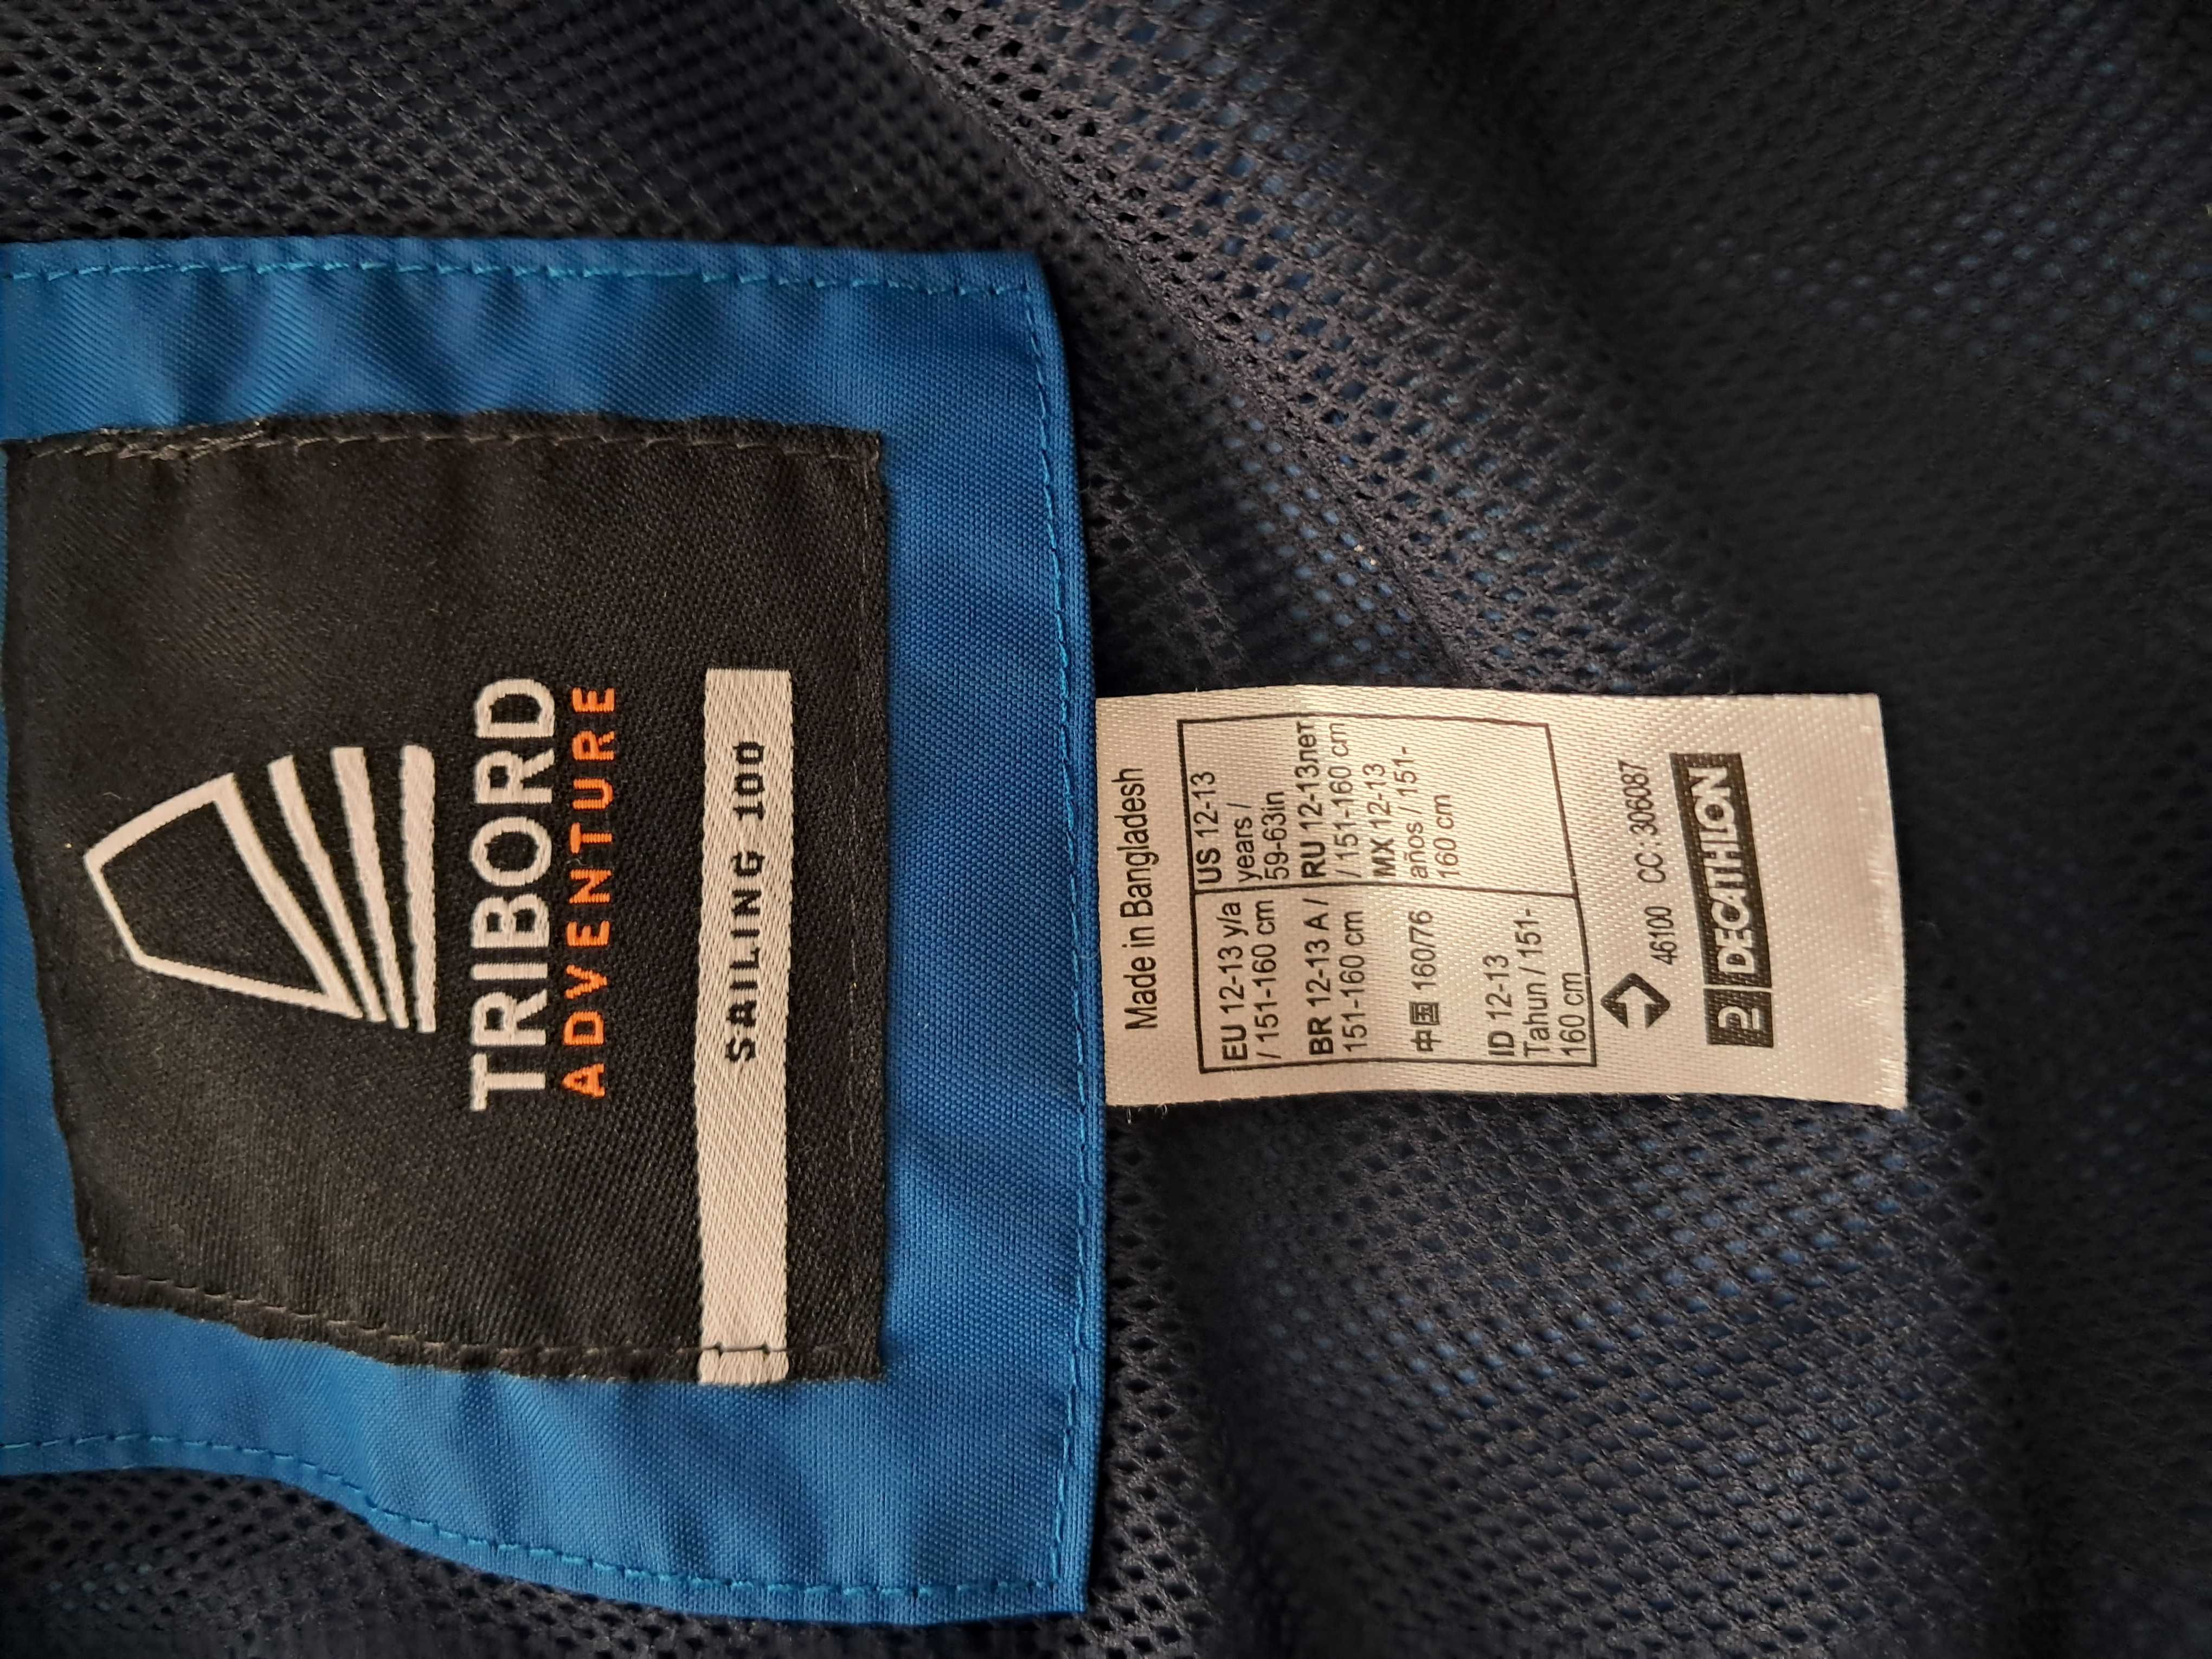 TRIBORD
ADVENTURE
SAILING 100
Made in Bangladesh
EU 12-13 y/a
/ 151-160 cm
US 12-13
years /
59-63in
BR 12-13 A /
151-160 cm
RU 12-13лет
/ 151-160 cm
中国 160/76
MX 12-13
años / 151-
160 cm
ID 12-13
Tahun / 151-
160 cm
46100 CC:306087
2 DECATHLON